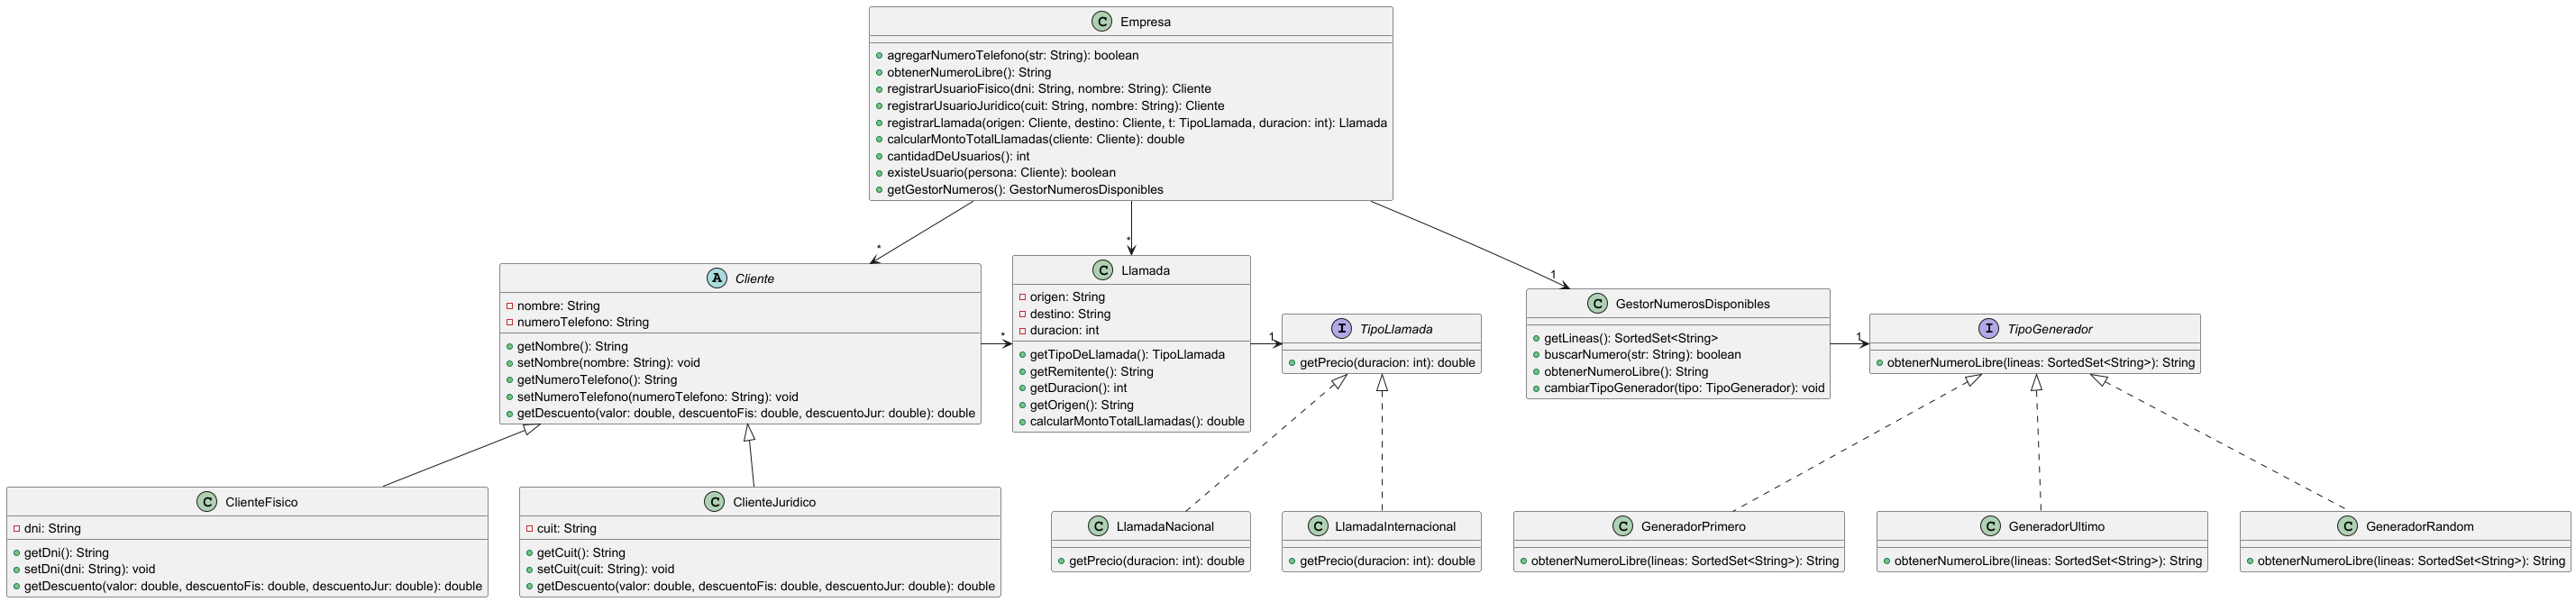 C Empresa
agregarNumeroTelefono(str: String): boolean
obtenerNumeroLibre(): String
registrarUsuarioFisico(dni: String, nombre: String): Cliente
registrarUsuarioJuridico(cuit: String, nombre: String): Cliente
registrarLlamada(origen: Cliente, destino: Cliente, t: TipoLlamada, duracion: int): Llamada
calcularMontoTotalLlamadas(cliente: Cliente): double
cantidadDeUsuarios(): int
existeUsuario(persona: Cliente): boolean
getGestorNumeros(): GestorNumerosDisponibles
*
*
1
A Cliente
nombre: String
numeroTelefono: String
getNombre(): String
setNombre(nombre: String): void
getNumeroTelefono(): String
setNumeroTelefono(numeroTelefono: String): void
getDescuento(valor: double, descuentoFis: double, descuentoJur: double): double
*
C Llamada
origen: String
destino: String
duracion: int
getTipoDeLlamada(): TipoLlamada
getRemitente(): String
getDuracion(): int
getOrigen(): String
calcularMontoTotalLlamadas(): double
1
I TipoLlamada
getPrecio(duracion: int): double
C GestorNumerosDisponibles
getLineas(): SortedSet<String>
buscarNumero(str: String): boolean
obtenerNumeroLibre(): String
cambiarTipoGenerador(tipo: TipoGenerador): void
1
I TipoGenerador
obtenerNumeroLibre(lineas: SortedSet<String>): String
C ClienteFisico
dni: String
getDni(): String
setDni(dni: String): void
getDescuento(valor: double, descuentoFis: double, descuentoJur: double): double
C ClienteJuridico
cuit: String
getCuit(): String
setCuit(cuit: String): void
getDescuento(valor: double, descuentoFis: double, descuentoJur: double): double
C LlamadaNacional
getPrecio(duracion: int): double
C LlamadaInternacional
getPrecio(duracion: int): double
C GeneradorPrimero
obtenerNumeroLibre(lineas: SortedSet<String>): String
C GeneradorUltimo
obtenerNumeroLibre(lineas: SortedSet<String>): String
C GeneradorRandom
obtenerNumeroLibre(lineas: SortedSet<String>): String